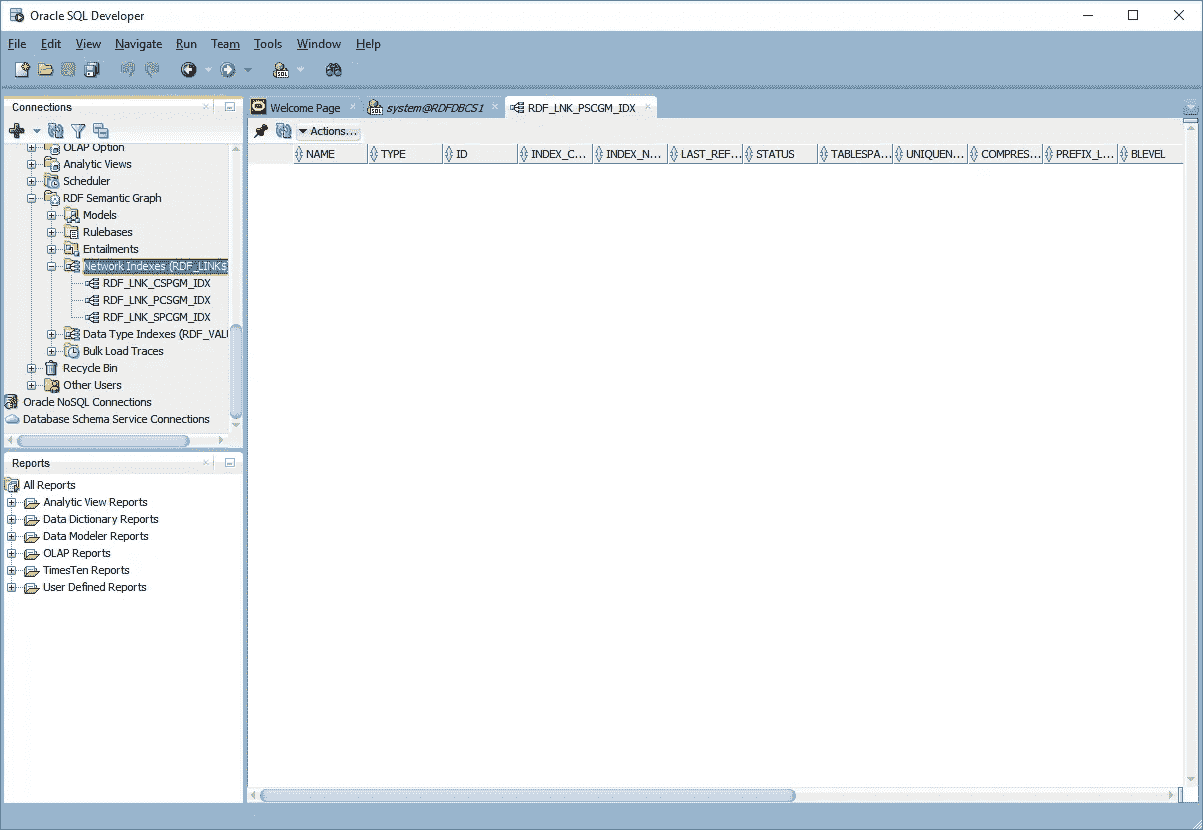 Oracle SQL Developer
File Edit View Navigate Run Team Tools Window Help
Connections
Welcome Page
system@RDFDBCS1
RDF_LNK_PSCGM_IDX
Actions...
OLAP Option
Analytic Views
Scheduler
RDF Semantic Graph
Models
Rulebases
Entailments
Network Indexes (RDF_LINKS
RDF_LNK_CSPGM_IDX
RDF_LNK_PCSGM_IDX
RDF_LNK_SPCGM_IDX
Data Type Indexes (RDF_VALU
Bulk Load Traces
Recycle Bin
Other Users
Oracle NoSQL Connections
Database Schema Service Connections
NAME TYPE ID INDEX_C... INDEX_N... LAST_REF... STATUS TABLESPA... UNIQUEN... COMPRES... PREFIX_L... BLEVEL
Reports
All Reports
Analytic View Reports
Data Dictionary Reports
Data Modeler Reports
OLAP Reports
TimesTen Reports
User Defined Reports